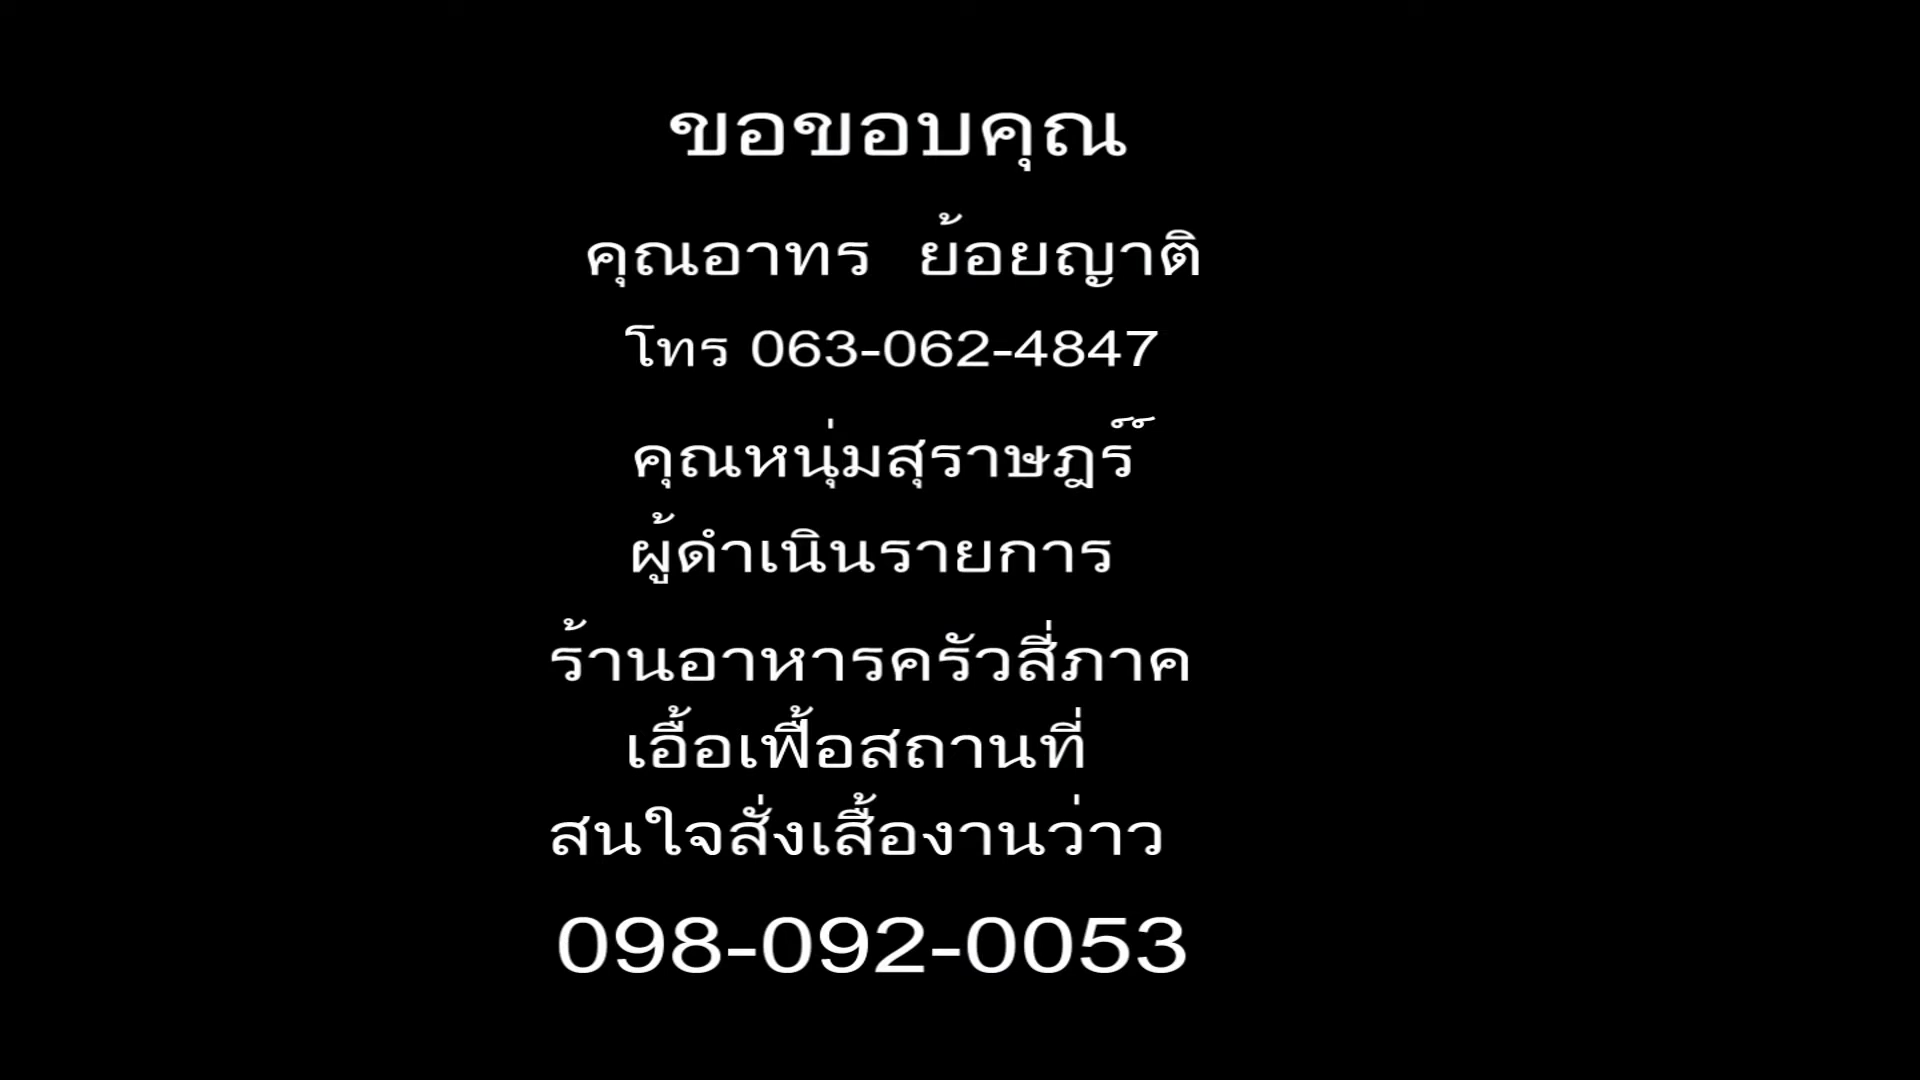 ขอขอบคุณ
คุณอาทร ย้อยญาติ
โทร 063-062-4847
คุณหนุ่มสุราษฎร์์
ผู้ดำเนินรายการ
ร้านอาหารครัวสี่ภาค
เอื้อเฟื้อสถานที่
สนใจสั่งเสื้องานว่าว
098-092-0053